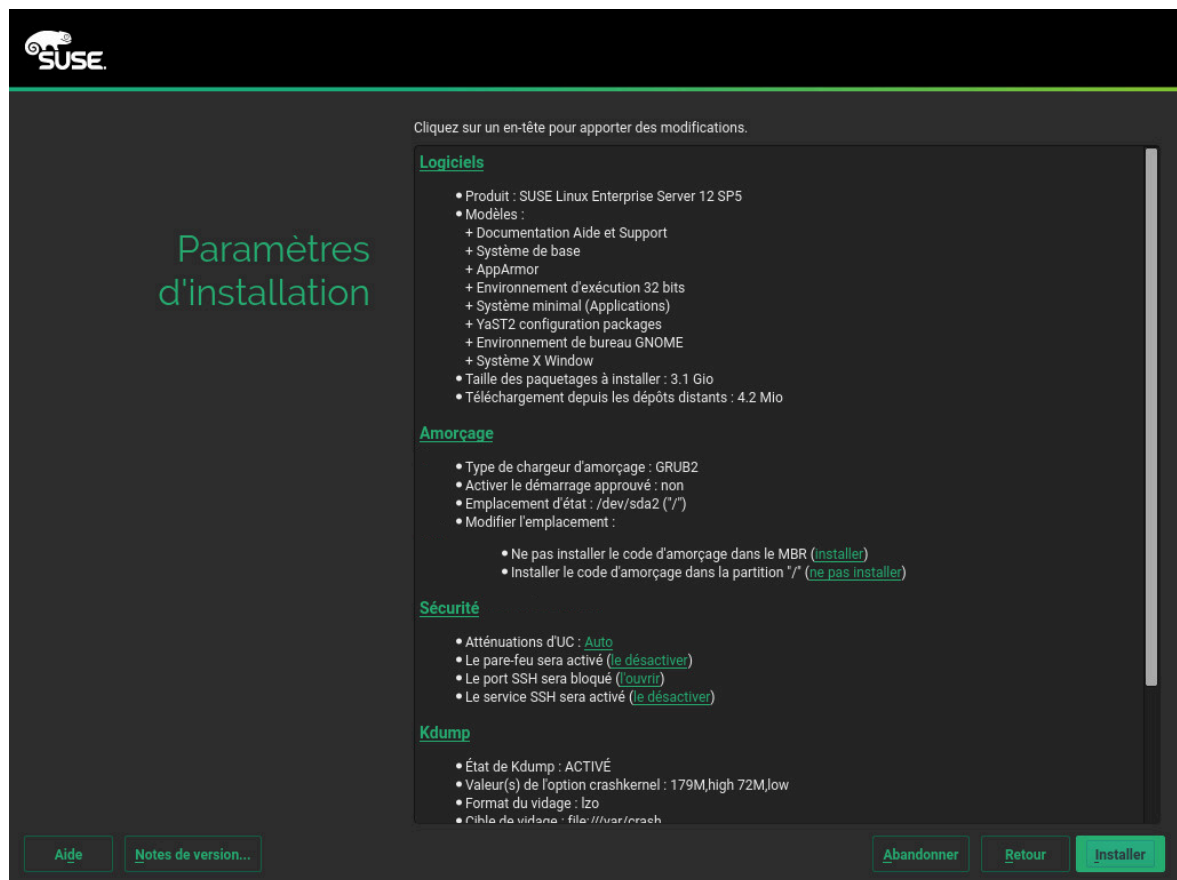 SUSE.
Cliquez sur un en-tête pour apporter des modifications.
Paramètres
d'installation
Logiciels
• Produit : SUSE Linux Enterprise Server 12 SP5
• Modèles :
+ Documentation Aide et Support
+ Système de base
+ AppArmor
+ Environnement d'exécution 32 bits
+ Système minimal (Applications)
+ YaST2 configuration packages
+ Environnement de bureau GNOME
+ Système X Window
• Taille des paquetages à installer : 3.1 Gio
• Téléchargement depuis les dépôts distants : 4.2 Mio
Amorçage
• Type de chargeur d'amorçage : GRUB2
• Activer le démarrage approuvé : non
• Emplacement d'état : /dev/sda2 ("/")
• Modifier l'emplacement :
• Ne pas installer le code d'amorçage dans le MBR (installer)
• Installer le code d'amorçage dans la partition "/" (ne pas installer)
Sécurité
• Atténuations d'UC : Auto
• Le pare-feu sera activé (le désactiver)
• Le port SSH sera bloqué (l'ouvrir)
• Le service SSH sera activé (le désactiver)
Kdump
• État de Kdump : ACTIVÉ
• Valeur(s) de l'option crashkernel : 179M,high 72M,low
• Format du vidage : lzo
• Cible de vidage : file:///var/crash
Aide
Notes de version...
Abandonner
Retour
Installer